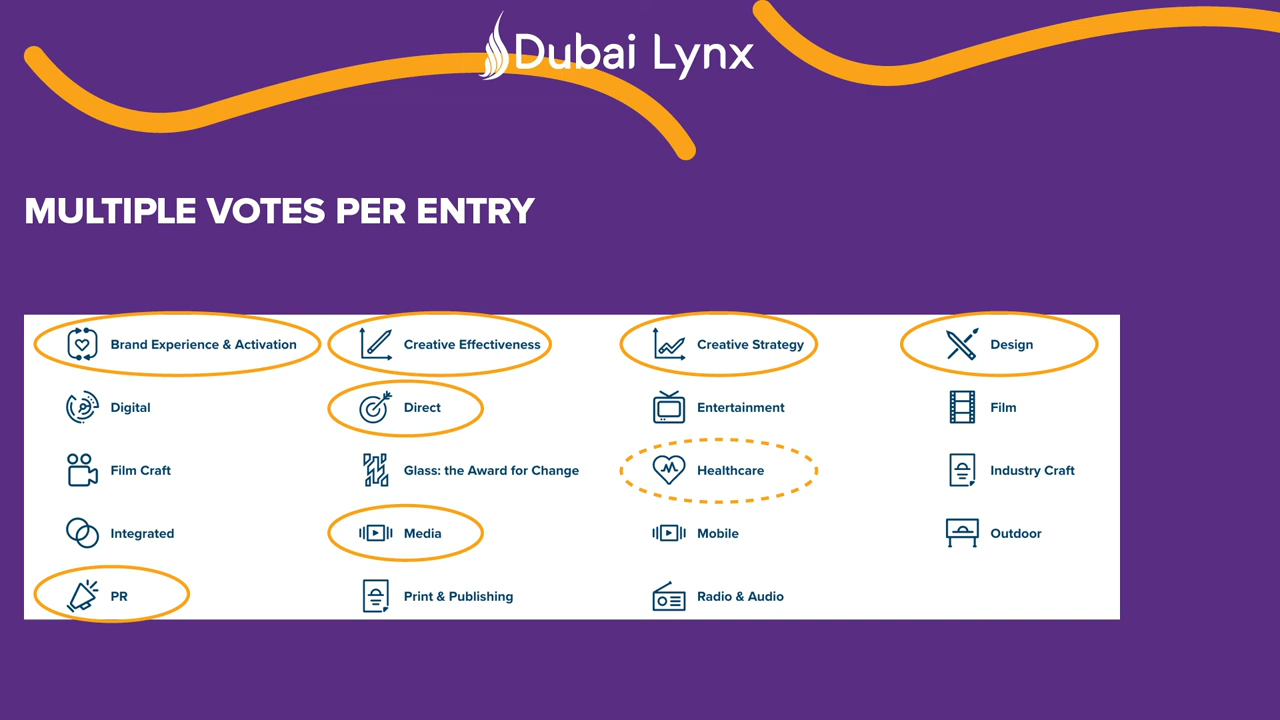 Dubai Lynx
MULTIPLE VOTES PER ENTRY
Brand Experience & Activation
Creative Effectiveness
Creative Strategy
Design
Digital
Direct
Entertainment
Film
Film Craft
Glass: the Award for Change
Healthcare
Industry Craft
Integrated
Media
Mobile
Outdoor
PR
Print & Publishing
Radio & Audio